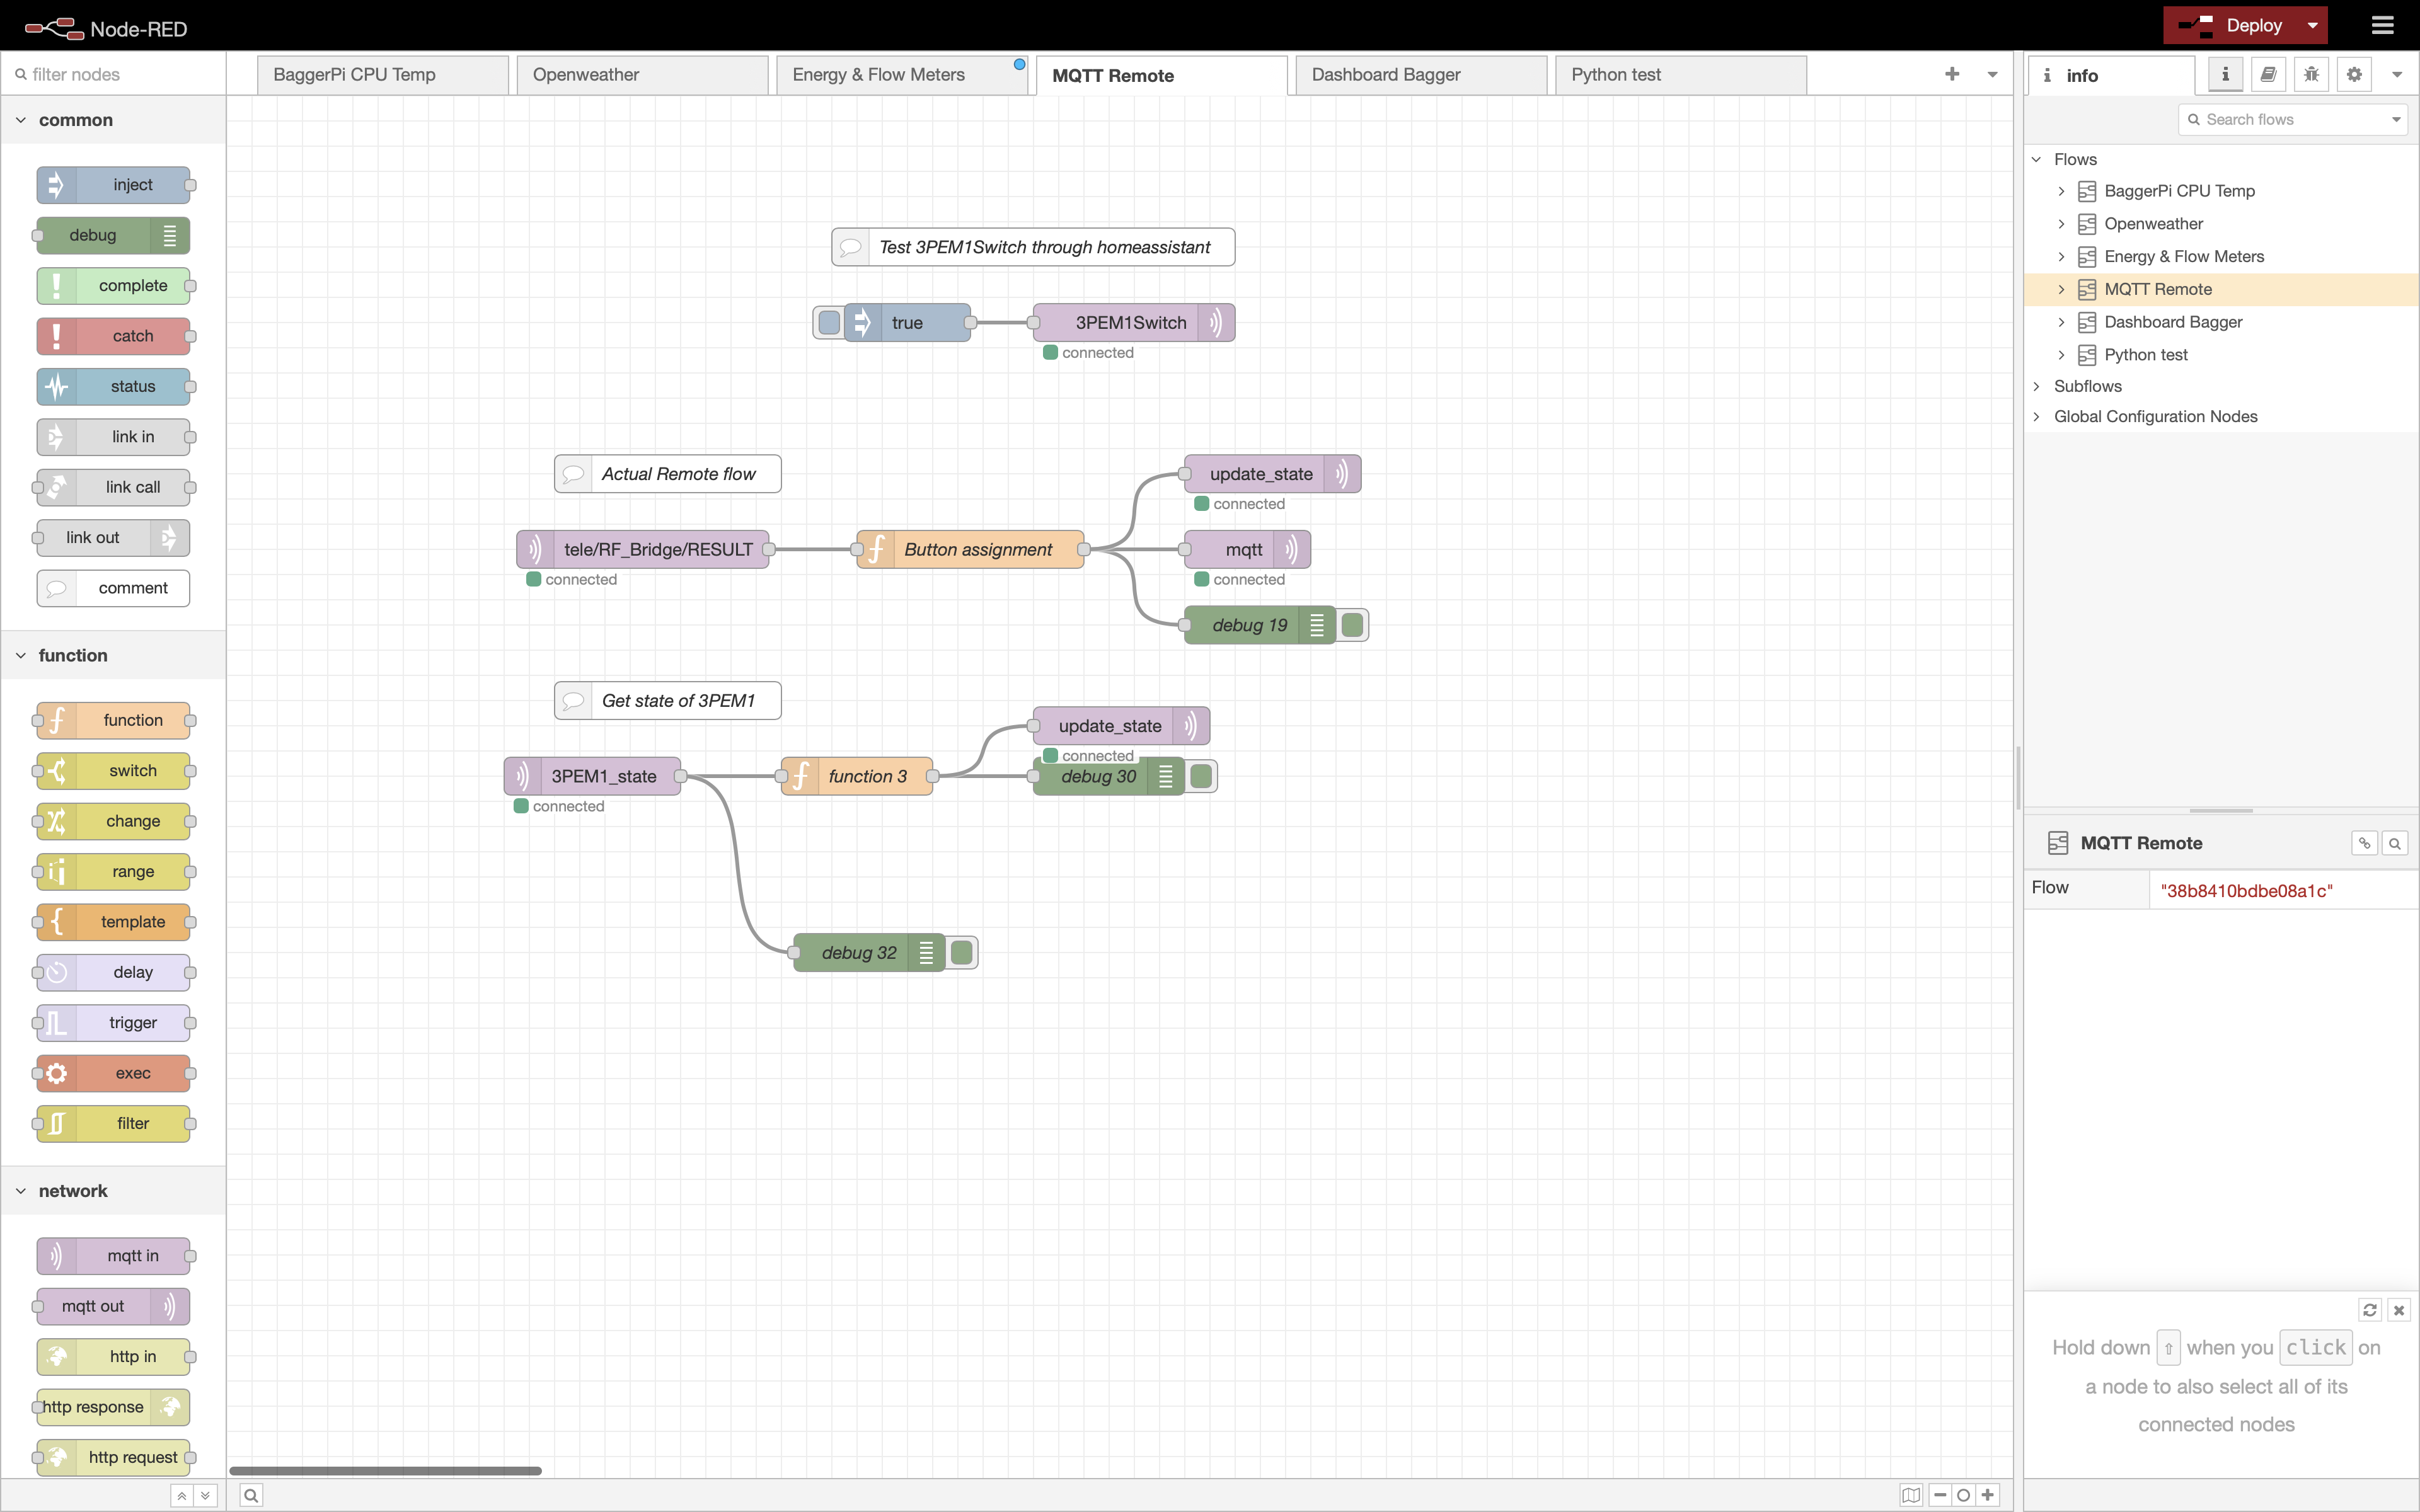 Node-RED
Deploy
filter nodes
BaggerPi CPU Temp
Openweather
Energy & Flow Meters
MQTT Remote
Dashboard Bagger
Python test
i info
i
common
inject
debug
complete
catch
status
link in
link call
link out
comment
function
function
switch
change
range
template
delay
trigger
exec
filter
network
mqtt in
mqtt out
http in
http response
http request
Test 3PEM1Switch through homeassistant
true
3PEM1Switch
connected
Actual Remote flow
update_state
connected
tele/RF_Bridge/RESULT
connected
Button assignment
mqtt
connected
debug 19
Get state of 3PEM1
update_state
connected
3PEM1_state
connected
function 3
debug 30
debug 32
Search flows
Flows
BaggerPi CPU Temp
Openweather
Energy & Flow Meters
MQTT Remote
Dashboard Bagger
Python test
Subflows
Global Configuration Nodes
MQTT Remote
Flow "38b8410bdbe08a1c"
Hold down ⇧ when you click on
a node to also select all of its
connected nodes